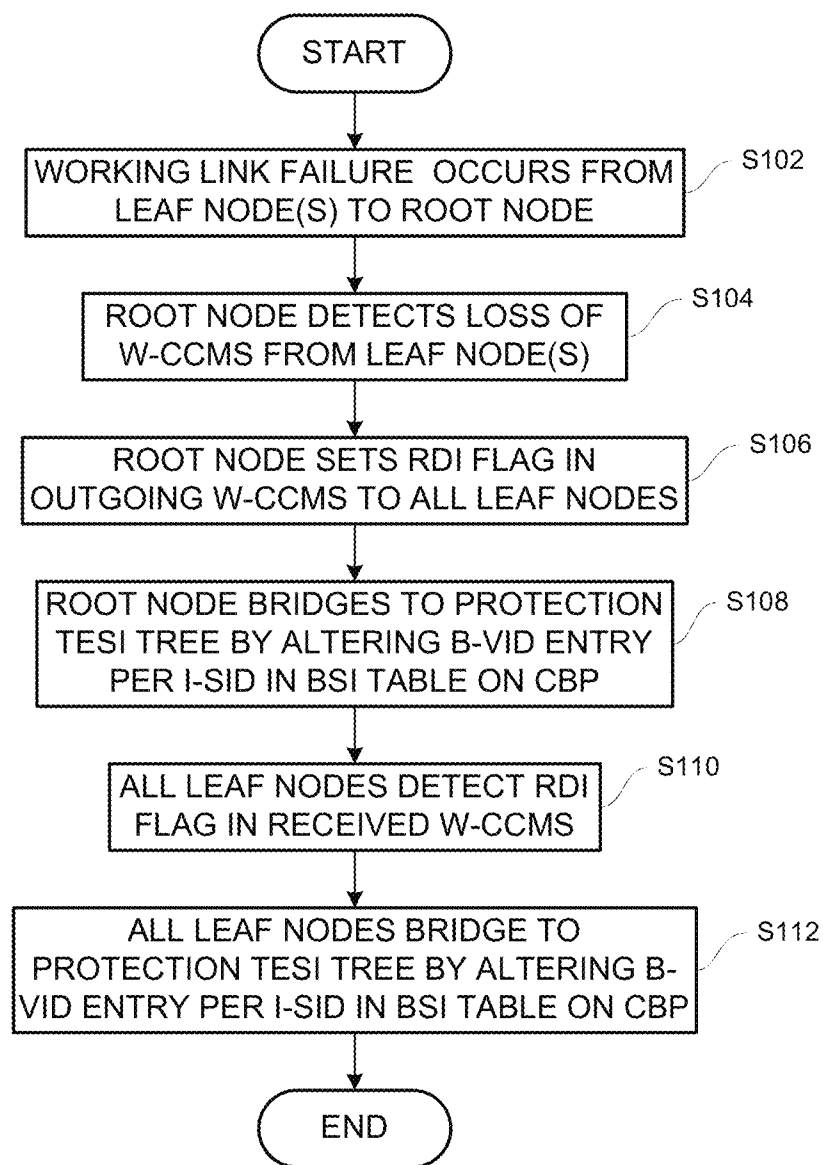 START
WORKING LINK FAILURE OCCURS FROM
LEAF NODE(S) TO ROOT NODE
S102
ROOT NODE DETECTS LOSS OF
W-CCMS FROM LEAF NODE(S)
S104
ROOT NODE SETS RDI FLAG IN
OUTGOING W-CCMS TO ALL LEAF NODES
S106
ROOT NODE BRIDGES TO PROTECTION
TESI TREE BY ALTERING B-VID ENTRY
PER I-SID IN BSI TABLE ON CBP
S108
ALL LEAF NODES DETECT RDI
FLAG IN RECEIVED W-CCMS
S110
ALL LEAF NODES BRIDGE TO
PROTECTION TESI TREE BY ALTERING B-
VID ENTRY PER I-SID IN BSI TABLE ON CBP
S112
END